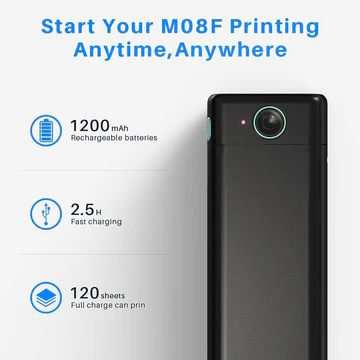 Start Your M08F Printing
Anytime,Anywhere
1200mAh
Rechargeable batteries
2.5H
Fast charging
120sheets
Full charge can prin